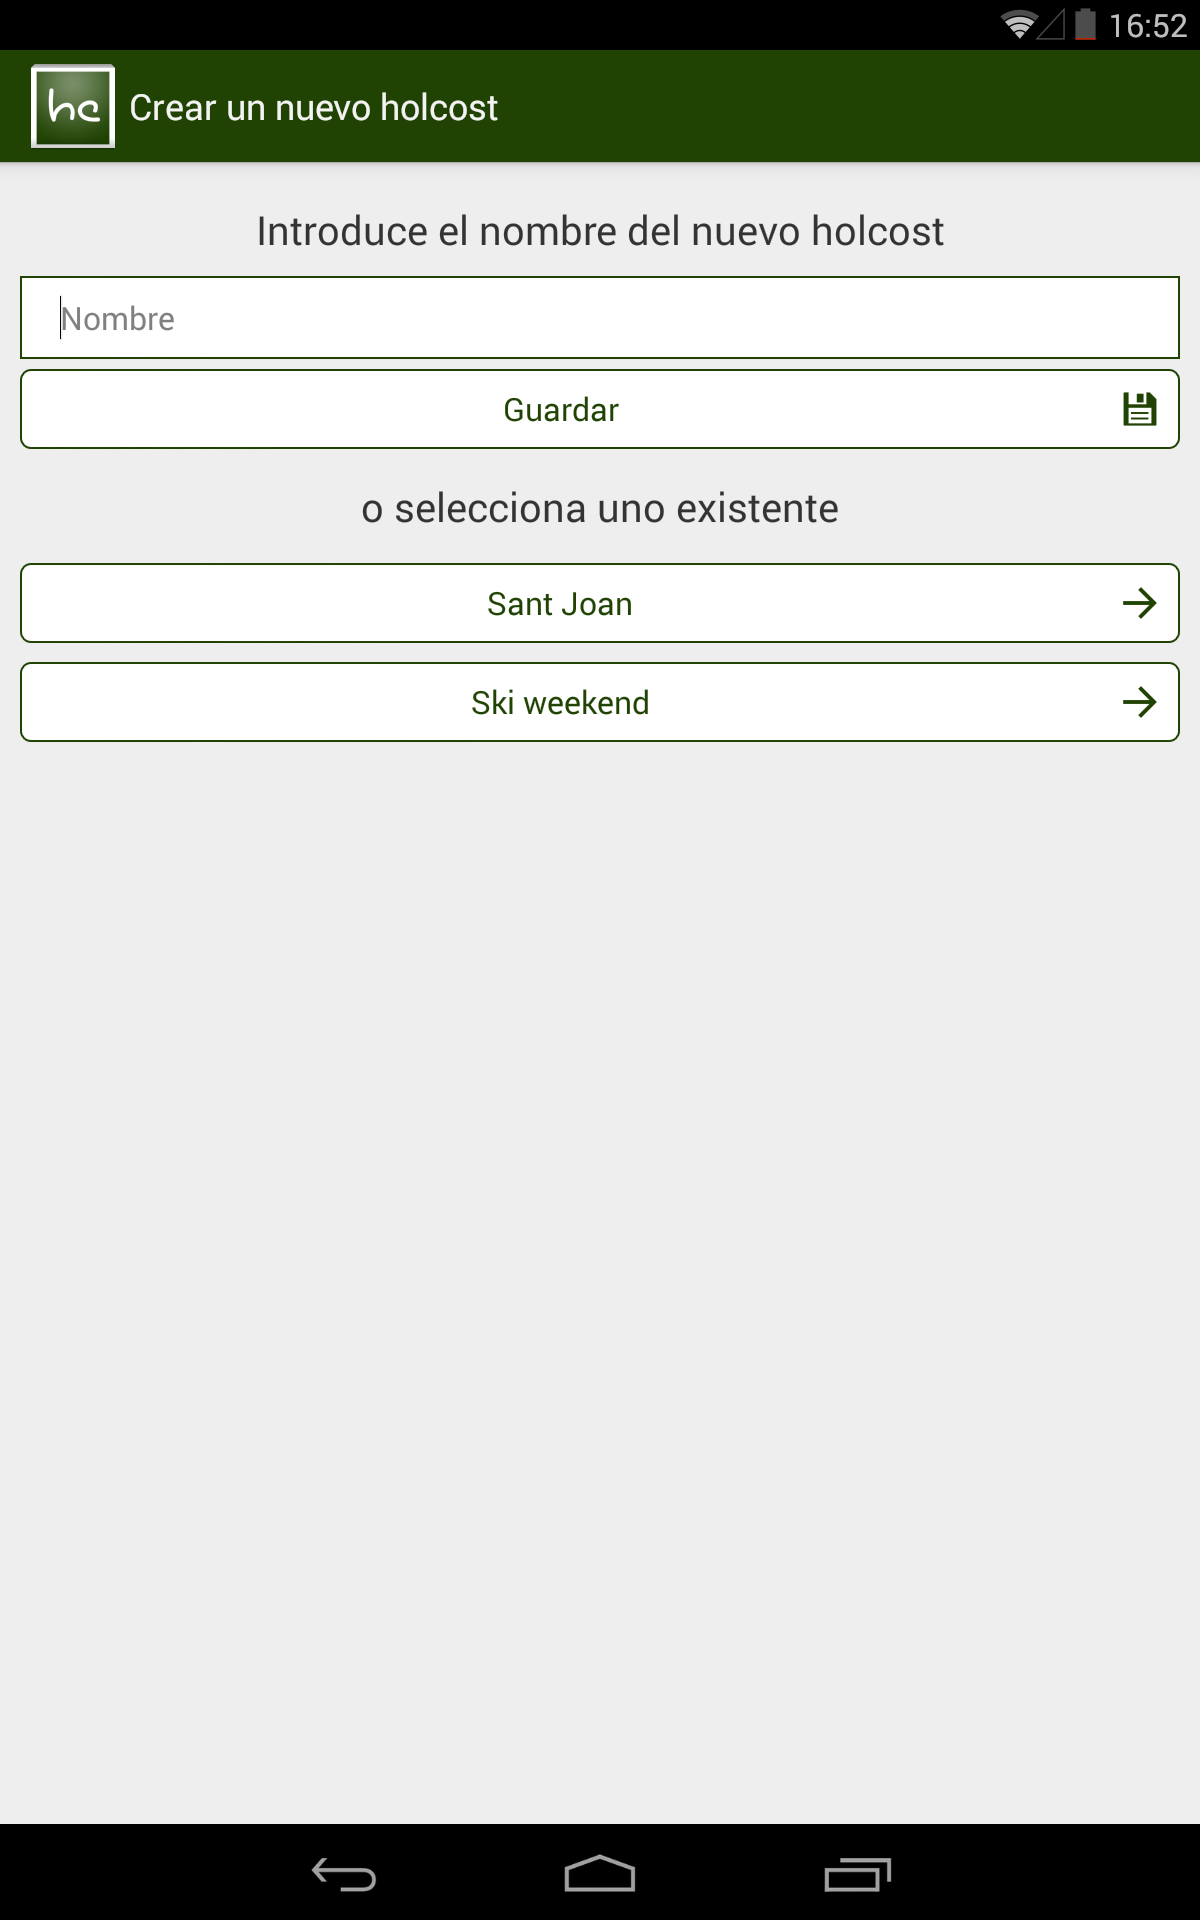 16:52
hc Crear un nuevo holcost
Introduce el nombre del nuevo holcost
Nombre
Guardar
o selecciona uno existente
Sant Joan
Ski weekend